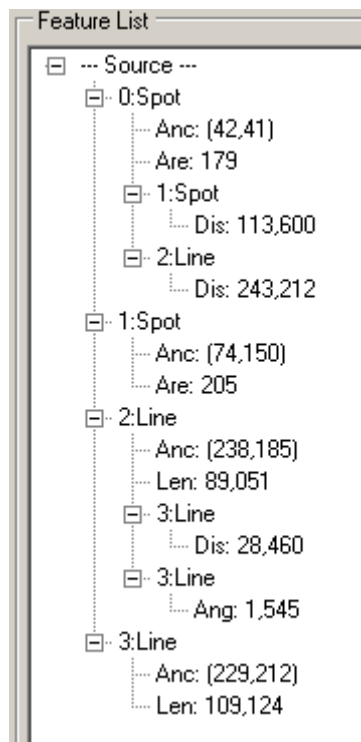 Feature List
--- Source ---
0:Spot
Anc: (42,41)
Are: 179
1:Spot
Dis: 113,600
2:Line
Dis: 243,212
1:Spot
Anc: (74,150)
Are: 205
2:Line
Anc: (238,185)
Len: 89,051
3:Line
Dis: 28,460
3:Line
Ang: 1,545
3:Line
Anc: (229,212)
Len: 109,124